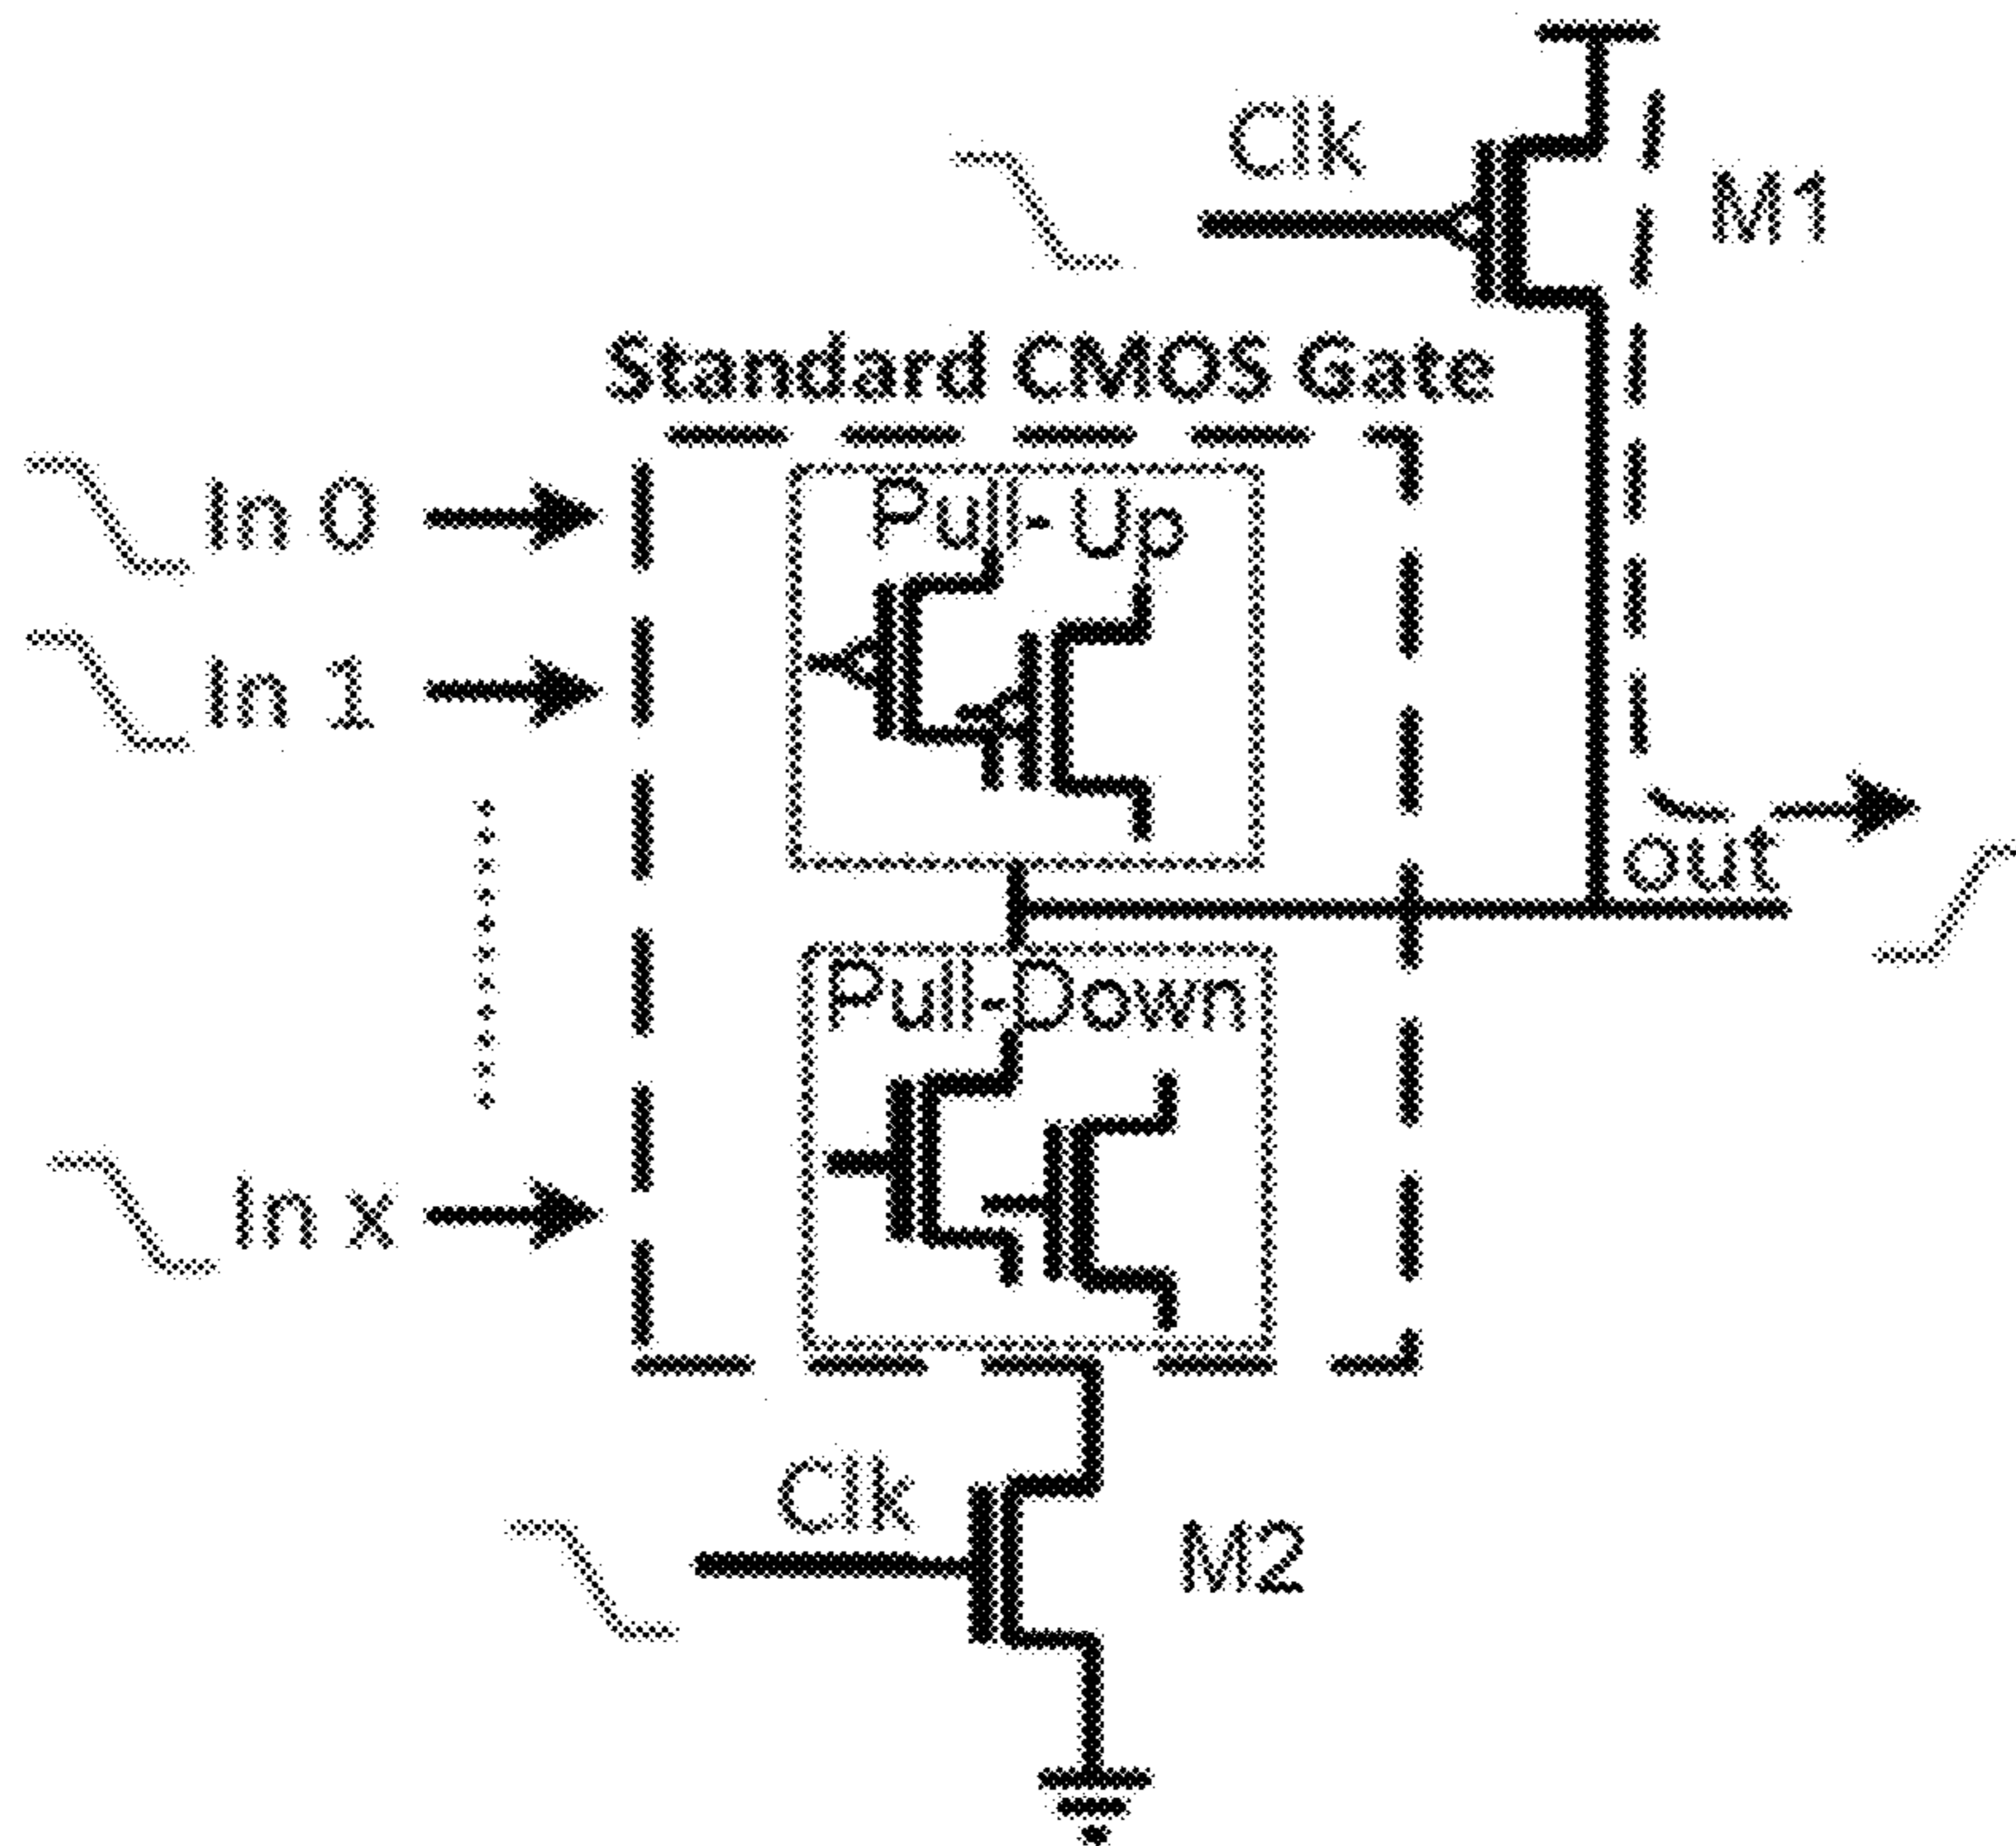 Clk
M1
Standard CMOS Gate
In 0
Pull-Up
In 1
out
Pull-Down
In x
Clk
M2